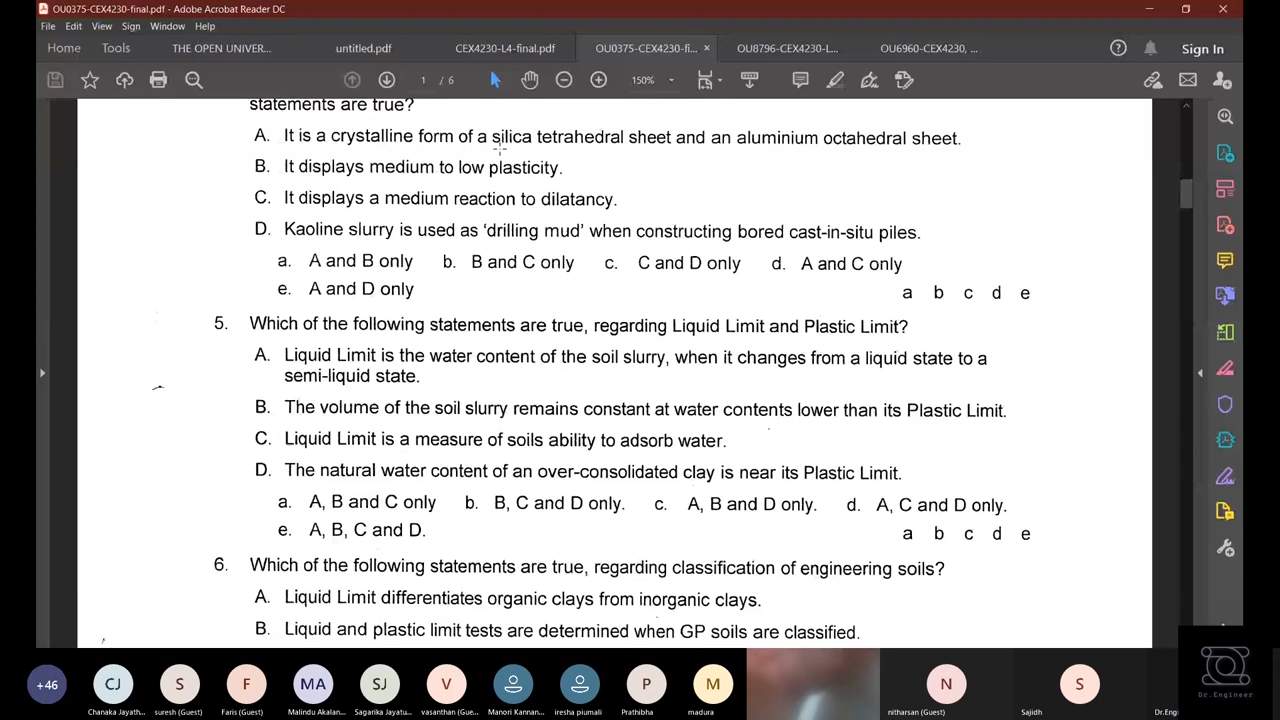 OU0375-CEX4230-final.pdf - Adobe Acrobat Reader DC
File Edit View Sign Window Help
Home Tools THE OPEN UNIVER... untitled.pdf CEX4230-L4-final.pdf OU0375-CEX4230-fi... × OU8796-CEX4230-L... OU6960-CEX4230, ... Sign In
1 / 6 150%
statements are true?
A. It is a crystalline form of a silica tetrahedral sheet and an aluminium octahedral sheet.
B. It displays medium to low plasticity.
C. It displays a medium reaction to dilatancy.
D. Kaoline slurry is used as ‘drilling mud’ when constructing bored cast-in-situ piles.
a. A and B only b. B and C only c. C and D only d. A and C only
e. A and D only a b c d e
5. Which of the following statements are true, regarding Liquid Limit and Plastic Limit?
A. Liquid Limit is the water content of the soil slurry, when it changes from a liquid state to a
semi-liquid state.
B. The volume of the soil slurry remains constant at water contents lower than its Plastic Limit.
C. Liquid Limit is a measure of soils ability to adsorb water.
D. The natural water content of an over-consolidated clay is near its Plastic Limit.
a. A, B and C only b. B, C and D only. c. A, B and D only. d. A, C and D only.
e. A, B, C and D. a b c d e
6. Which of the following statements are true, regarding classification of engineering soils?
A. Liquid Limit differentiates organic clays from inorganic clays.
B. Liquid and plastic limit tests are determined when GP soils are classified.
+46 CJ S F MA SJ V P M N S Dr.Engineer
Chanaka Jayath... suresh (Guest) Faris (Guest) Malindu Akalan... Sagarika Jayatu... vasanthan (Gue... Manori Kannan... iresha piumali Prathibha madura nitharsan (Guest) Sajidh Dr.Eng